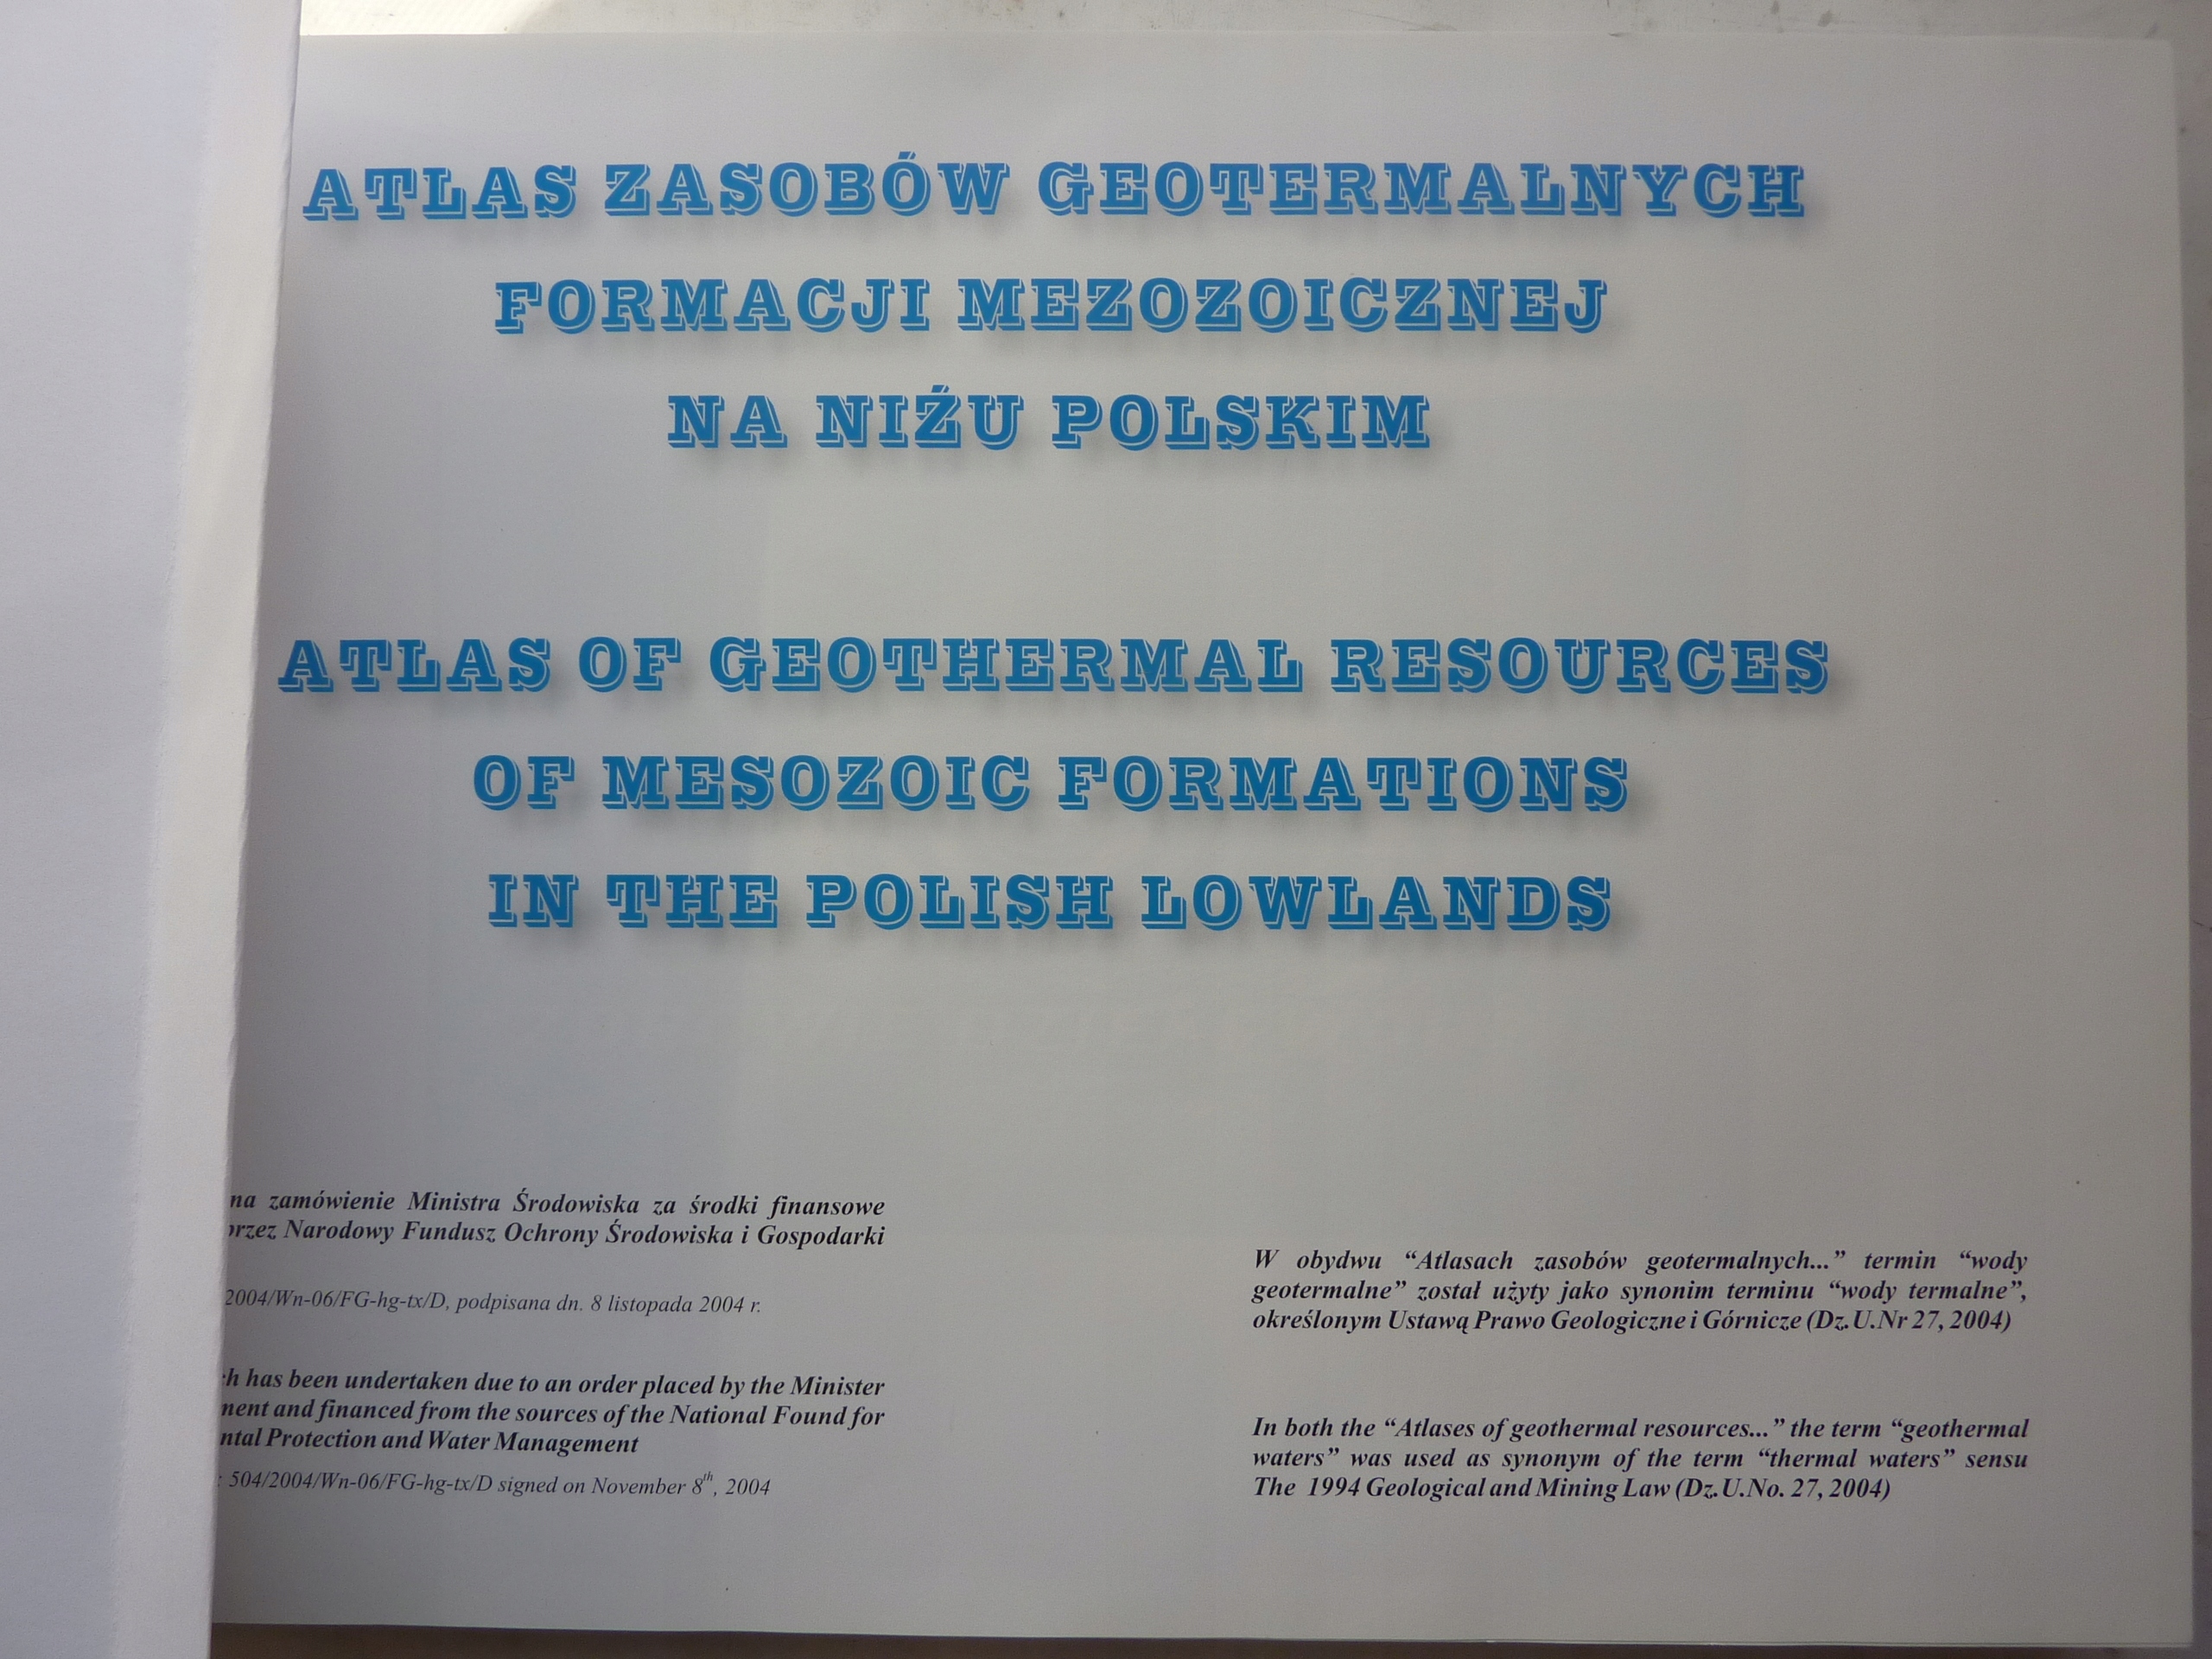 ATLAS ZASOBÓW GEOTERMALNYCH
FORMACJI MEZOZOICZNEJ
NA NIŻU POLSKIM
ATLAS OF GEOTHERMAL RESOURCES
OF MESOZOIC FORMATIONS
IN THE POLISH LOWLANDS
na zamówienie Ministra Środowiska za środki finansowe
przez Narodowy Fundusz Ochrony Środowiska i Gospodarki
2004/Wn-06/FG-hg-tx/D, podpisana dn. 8 listopada 2004 r.
has been undertaken due to an order placed by the Minister
and financed from the sources of the National Found for
Protection and Water Management
: 504/2004/Wn-06/FG-hg-tx/D signed on November 8th, 2004
W obydwu “Atlasach zasobów geotermalnych...” termin “wody
geotermalne” został użyty jako synonim terminu “wody termalne”,
określonym Ustawą Prawo Geologiczne i Górnicze (Dz.U.Nr 27, 2004)
In both the “Atlases of geothermal resources...” the term “geothermal
waters” was used as synonym of the term “thermal waters” sensu
The 1994 Geological and Mining Law (Dz.U.No. 27, 2004)